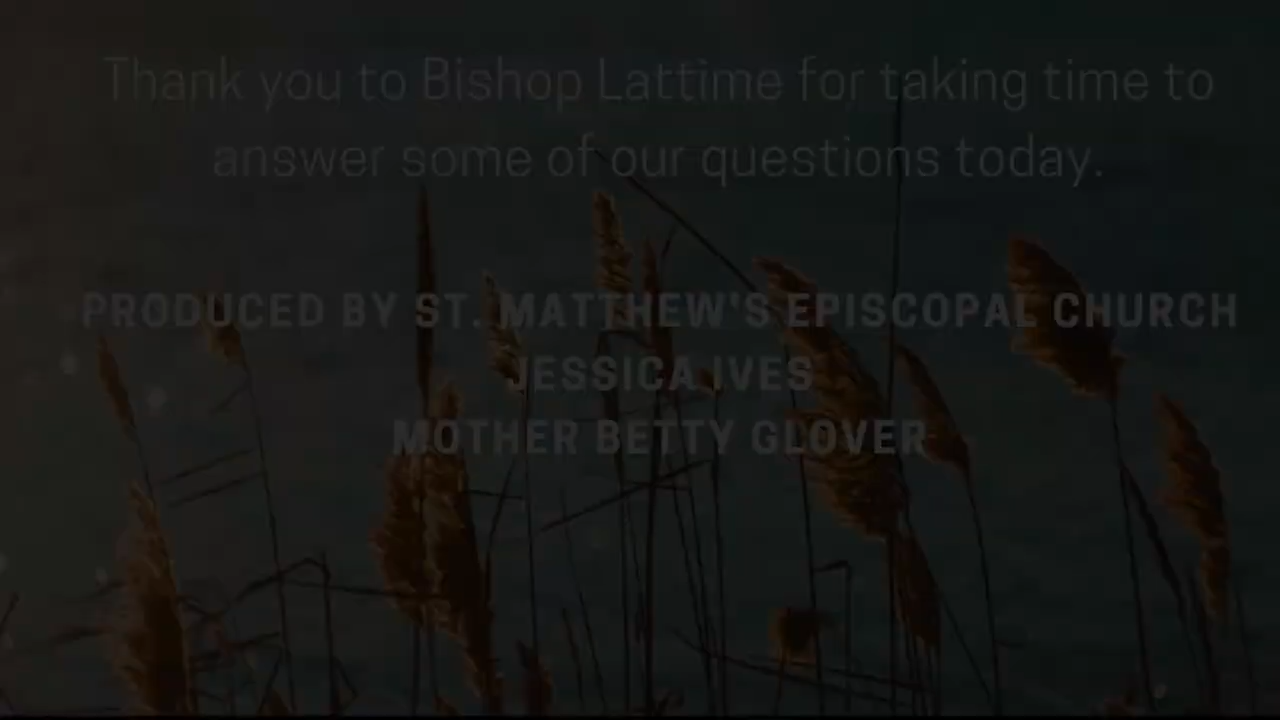 Thank you to Bishop Lattime for taking time to
answer some of our questions today.
PRODUCED BY ST. MATTHEW'S EPISCOPAL CHURCH
JESSICA IVES
MOTHER BETTY GLOVER